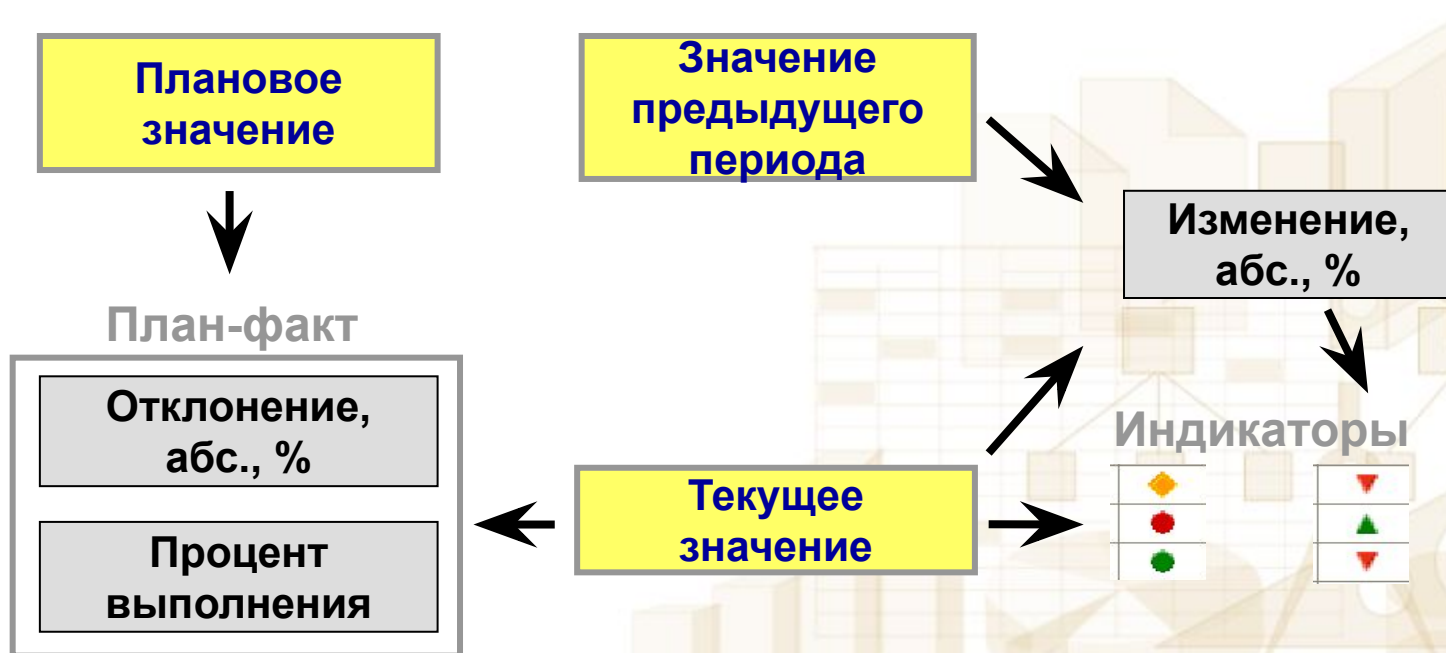 Плановое
значение
Значение
предыдущего
периода
Изменение,
абс., %
План-факт
Отклонение,
абс., %
Процент
выполнения
Текущее
значение
Индикаторы